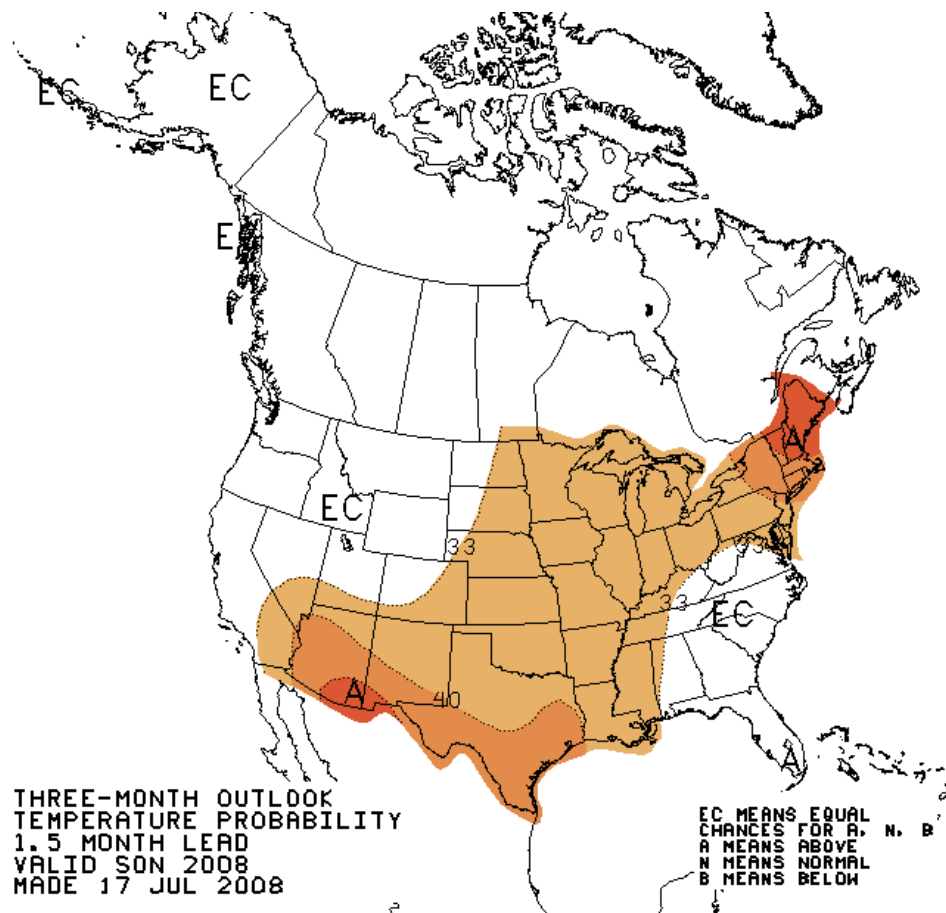 EC
EC
E
A
EC
33
33
33
EC
A
40
A
THREE-MONTH OUTLOOK
TEMPERATURE PROBABILITY
1.5 MONTH LEAD
VALID SON 2008
MADE 17 JUL 2008
EC MEANS EQUAL
CHANCES FOR A, N, B
A MEANS ABOVE
N MEANS NORMAL
B MEANS BELOW